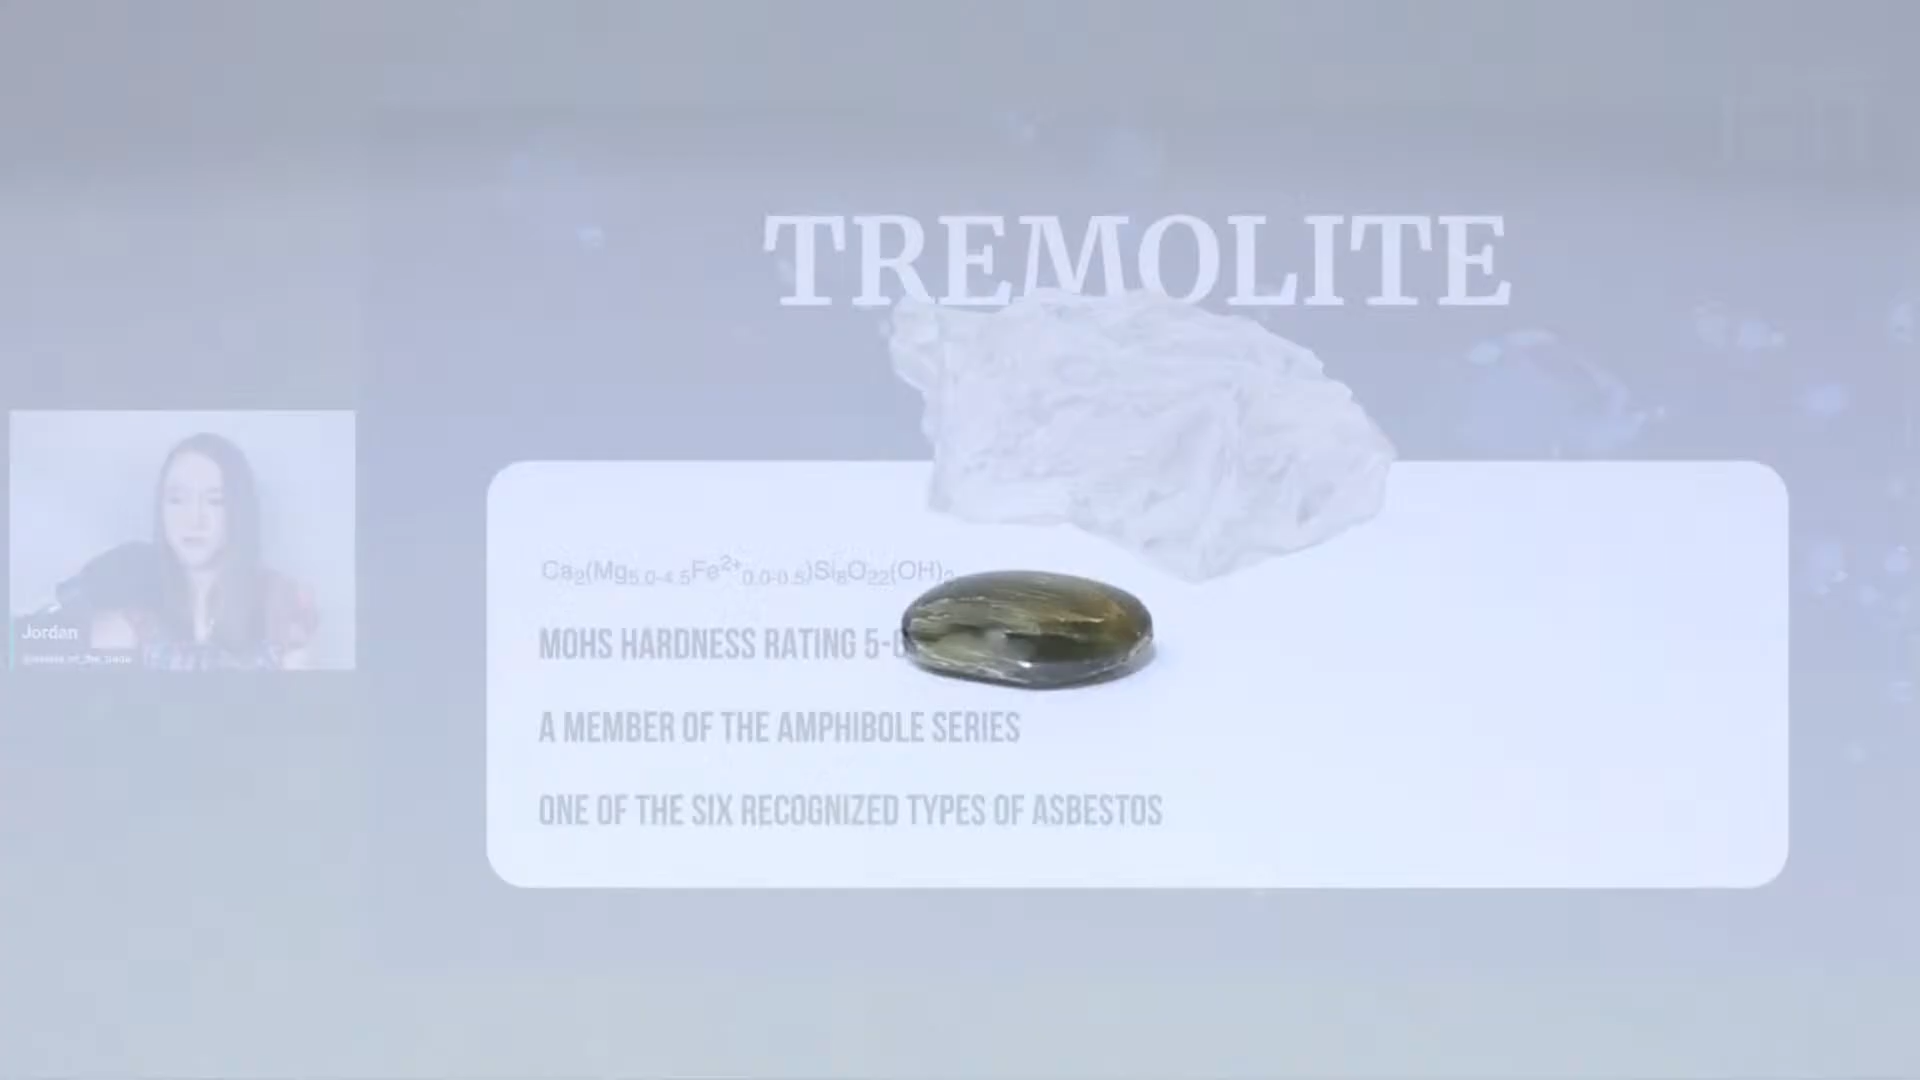 TREMOLITE
Ca₂(Mg₅.₀₋₄.₅Fe²⁺₀.₀₋₀.₅)Si₈O₂₂(OH)₂
MOHS HARDNESS RATING 5-6
A MEMBER OF THE AMPHIBOLE SERIES
ONE OF THE SIX RECOGNIZED TYPES OF ASBESTOS
Jordan